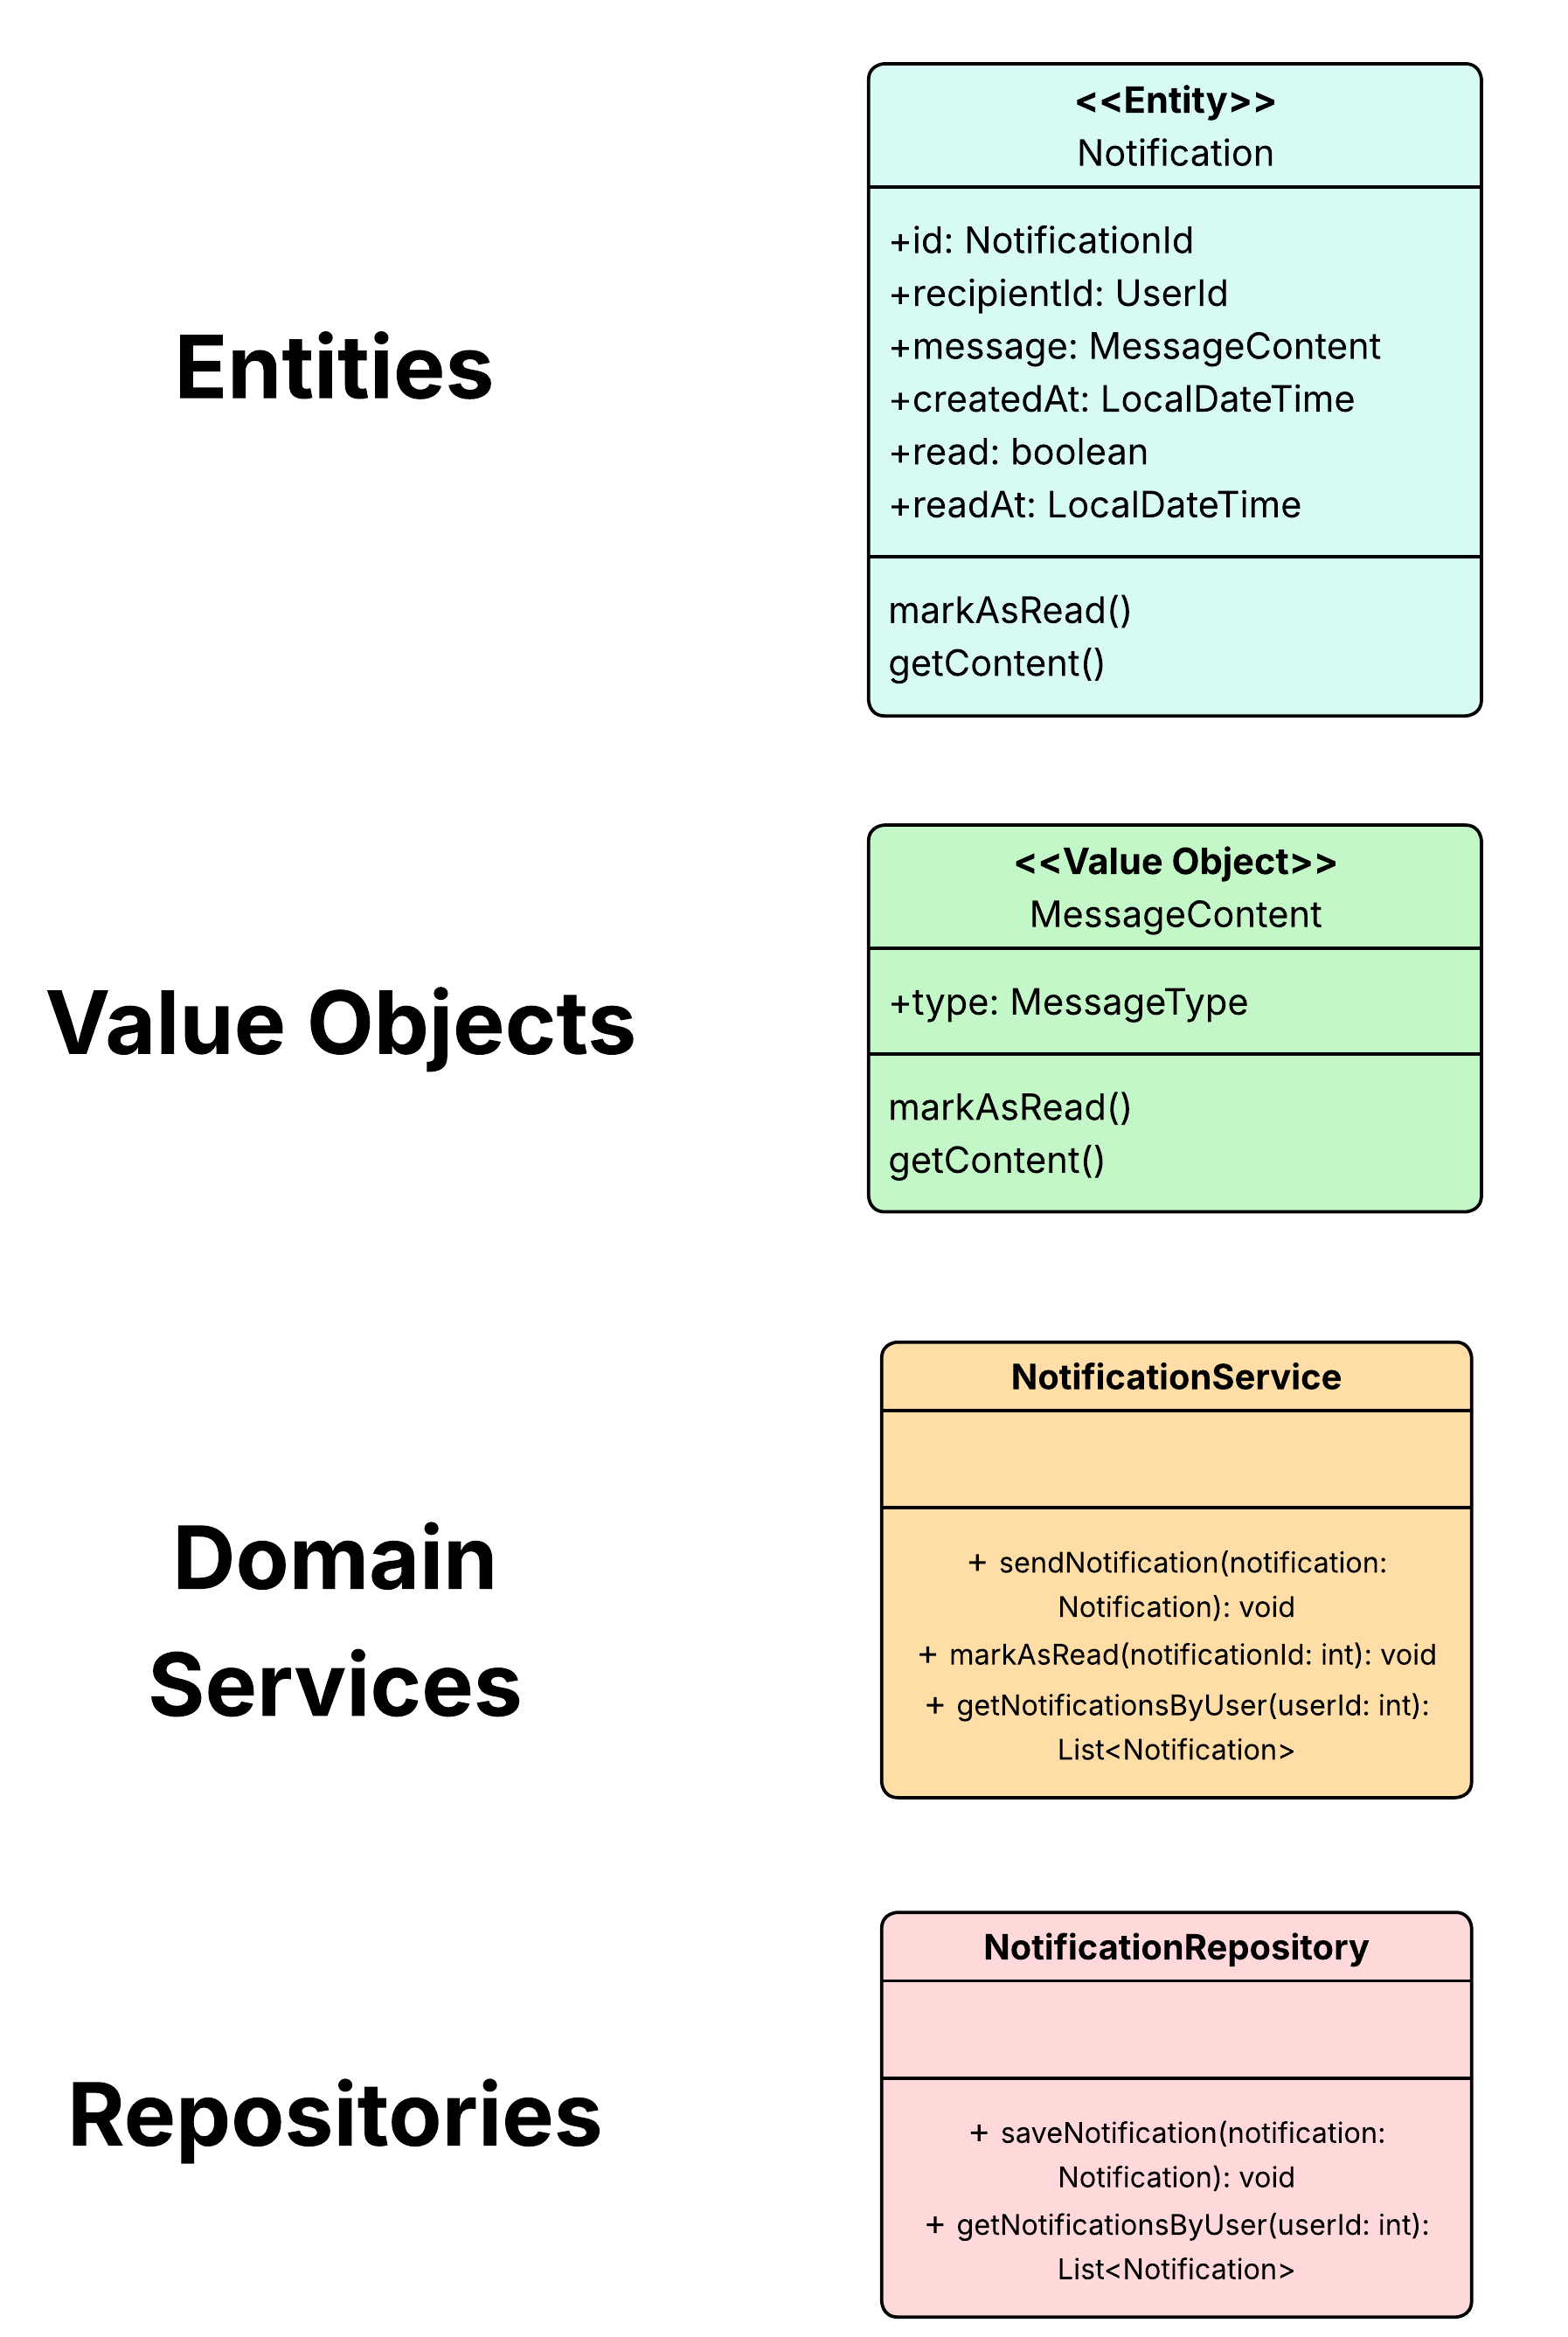 <<Entity>>
Notification
+id: NotificationId
+recipientId: UserId
+message: MessageContent
+createdAt: LocalDateTime
+read: boolean
+readAt: LocalDateTime
markAsRead()
getContent()
Entities
<<Value Object>>
MessageContent
+type: MessageType
markAsRead()
getContent()
Value Objects
NotificationService
+ sendNotification(notification:
Notification): void
+ markAsRead(notificationId: int): void
+ getNotificationsByUser(userId: int):
List<Notification>
Domain
Services
NotificationRepository
+ saveNotification(notification:
Notification): void
+ getNotificationsByUser(userId: int):
List<Notification>
Repositories